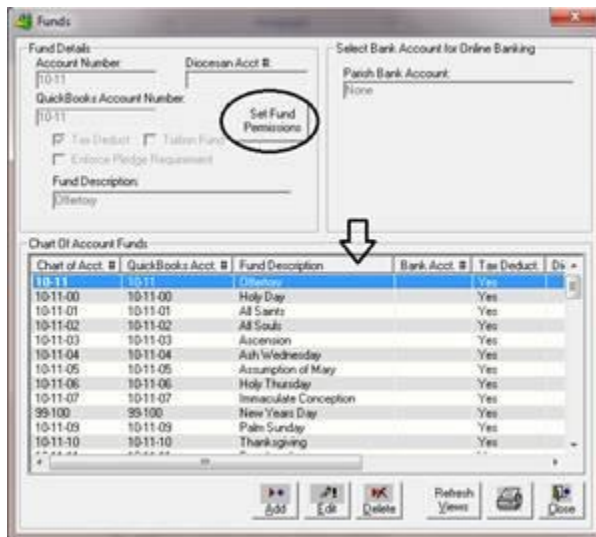 Funds
Fund Details
Account Number:
Diocesan Acct #:
10-11
QuickBooks Account Number:
10-11
Set Fund
Permissions
Tax Deduct
Tuition Fund
Enforce Pledge Requirement
Fund Description:
Offertory
Select Bank Account for Online Banking
Parish Bank Account:
None
Chart Of Account Funds
Chart of Acct. # QuickBooks Acct. # Fund Description Bank Acct. # Tax Deduct. Di
10-11 10-11 Offertory Yes
10-11-00 10-11-00 Holy Day Yes
10-11-01 10-11-01 All Saints Yes
10-11-02 10-11-02 All Souls Yes
10-11-03 10-11-03 Ascension Yes
10-11-04 10-11-04 Ash Wednesday Yes
10-11-05 10-11-05 Assumption of Mary Yes
10-11-06 10-11-06 Holy Thursday Yes
10-11-07 10-11-07 Immaculate Conception Yes
99-100 99-100 New Years Day Yes
10-11-09 10-11-09 Palm Sunday Yes
10-11-10 10-11-10 Thanksgiving Yes
Add
Edit
Delete
Refresh
Views
Close